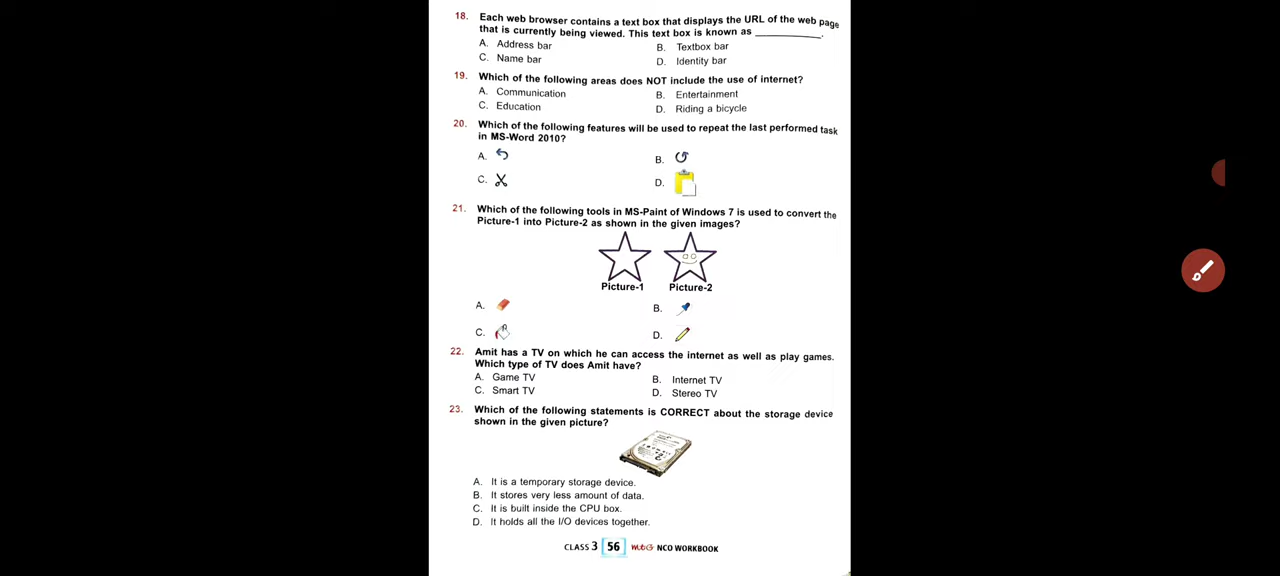 18. Each web browser contains a text box that displays the URL of the web page
that is currently being viewed. This text box is known as ____________.
A. Address bar B. Textbox bar
C. Name bar D. Identity bar
19. Which of the following areas does NOT include the use of internet?
A. Communication B. Entertainment
C. Education D. Riding a bicycle
20. Which of the following features will be used to repeat the last performed task
in MS-Word 2010?
A. B.
C. D.
21. Which of the following tools in MS-Paint of Windows 7 is used to convert the
Picture-1 into Picture-2 as shown in the given images?
Picture-1 Picture-2
A. B.
C. D.
22. Amit has a TV on which he can access the internet as well as play games.
Which type of TV does Amit have?
A. Game TV B. Internet TV
C. Smart TV D. Stereo TV
23. Which of the following statements is CORRECT about the storage device
shown in the given picture?
A. It is a temporary storage device.
B. It stores very less amount of data.
C. It is built inside the CPU box.
D. It holds all the I/O devices together.
CLASS 3 [56] MtG NCO WORKBOOK